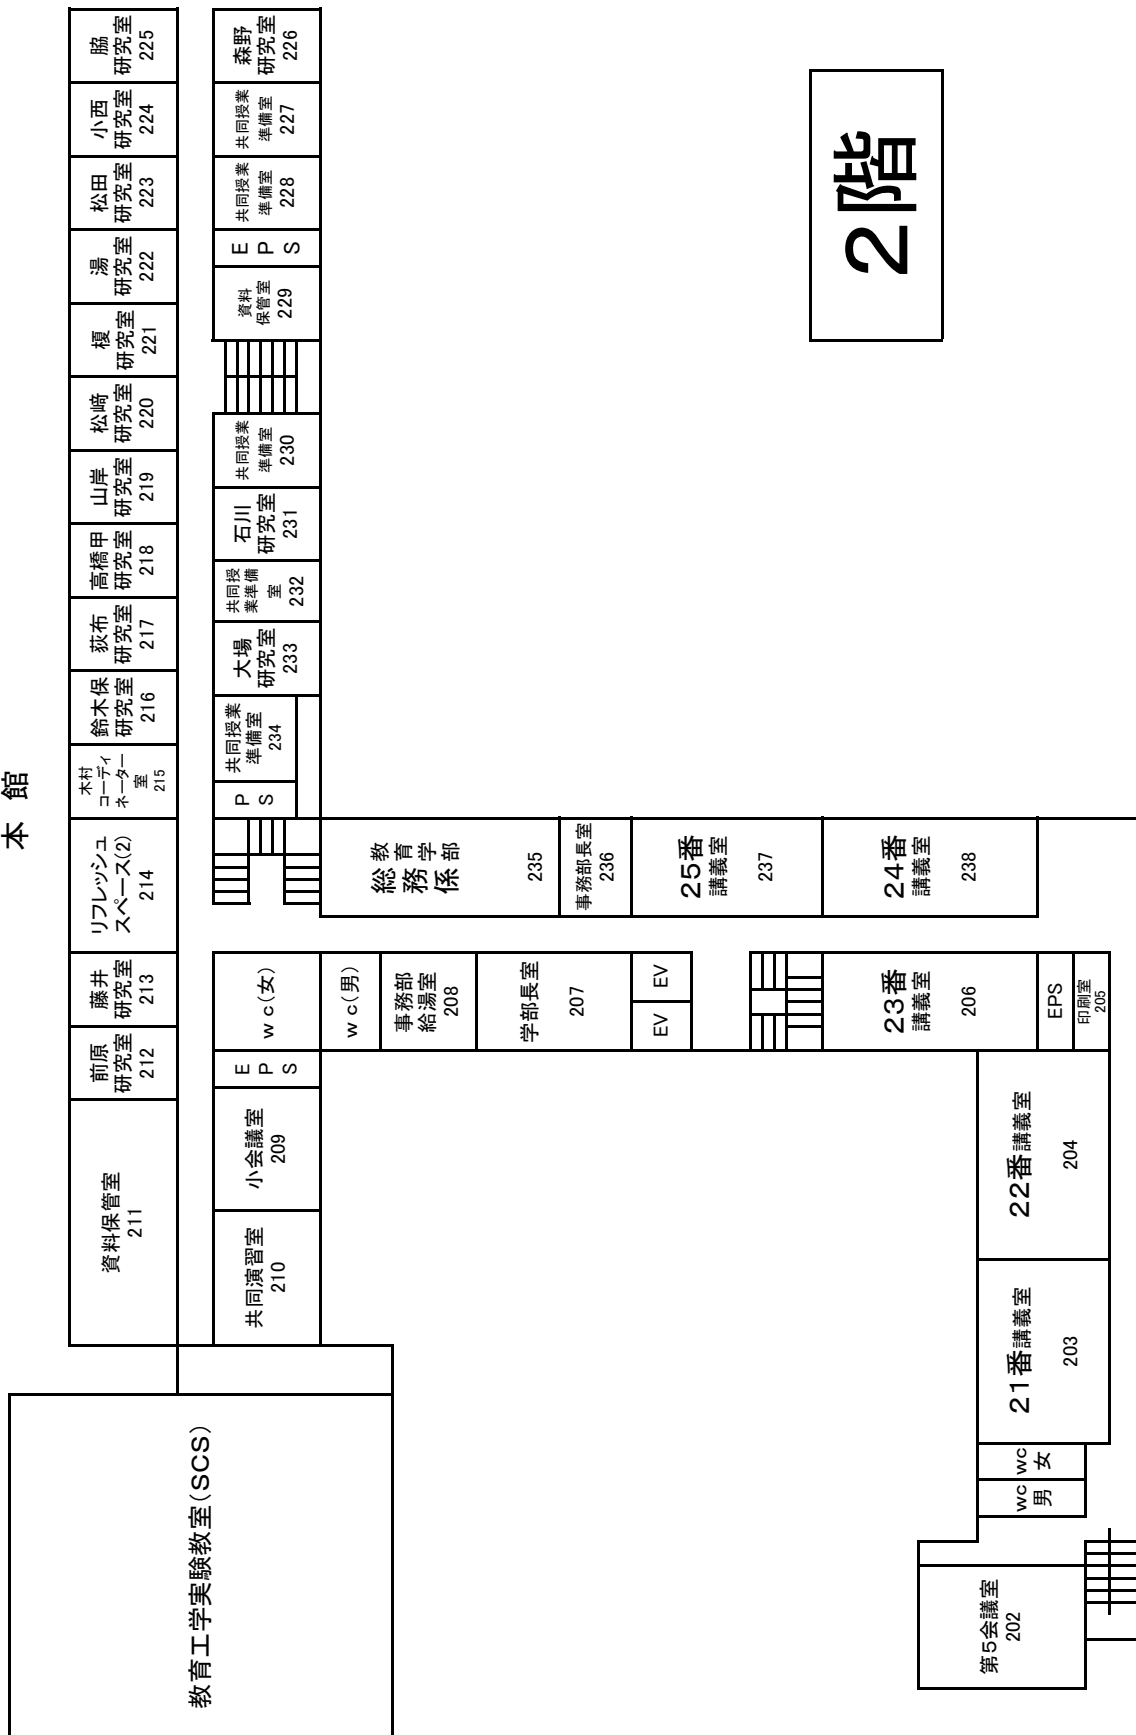 本 館
2階
脇
研究室
225
小西
研究室
224
松田
研究室
223
湯
研究室
222
榎
研究室
221
松﨑
研究室
220
山岸
研究室
219
高橋甲
研究室
218
荻布
研究室
217
鈴木保
研究室
216
木村
コーディ
ネーター
室
215
リフレッシュ
スペース(2)
214
藤井
研究室
213
前原
研究室
212
資料保管室
211
森野
研究室
226
共同授業
準備室
227
共同授業
準備室
228
E
P
S
資料
保管室
229
共同授業
準備室
230
石川
研究室
231
共同授
業準備
室
232
大場
研究室
233
共同授業
準備室
234
P
S
教育学部
総務係
235
事務部長室
236
25番
講義室
237
24番
講義室
238
wc(女)
wc(男)
事務部
給湯室
208
学部長室
207
EV
EV
23番
講義室
206
EPS
印刷室
205
E
P
S
小会議室
209
共同演習室
210
22番講義室
204
21番講義室
203
wc
女
wc
男
第5会議室
202
教育工学実験教室(SCS)